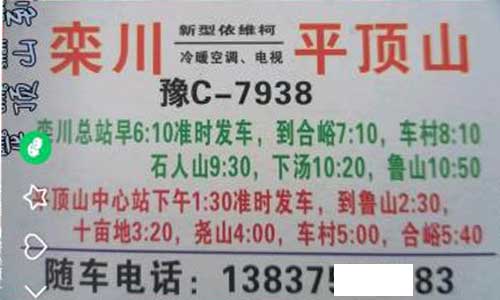 栾川 新型依维柯 平顶山
冷暖空调、电视
豫C-7938
栾川总站早6:10准时发车，到合峪7:10，车村8:10
石人山9:30，下汤10:20，鲁山10:50
顶山中心站下午1:30准时发车，到鲁山2:30，
十亩地3:20，尧山4:00，车村5:00，合峪5:40
随车电话：138375 83